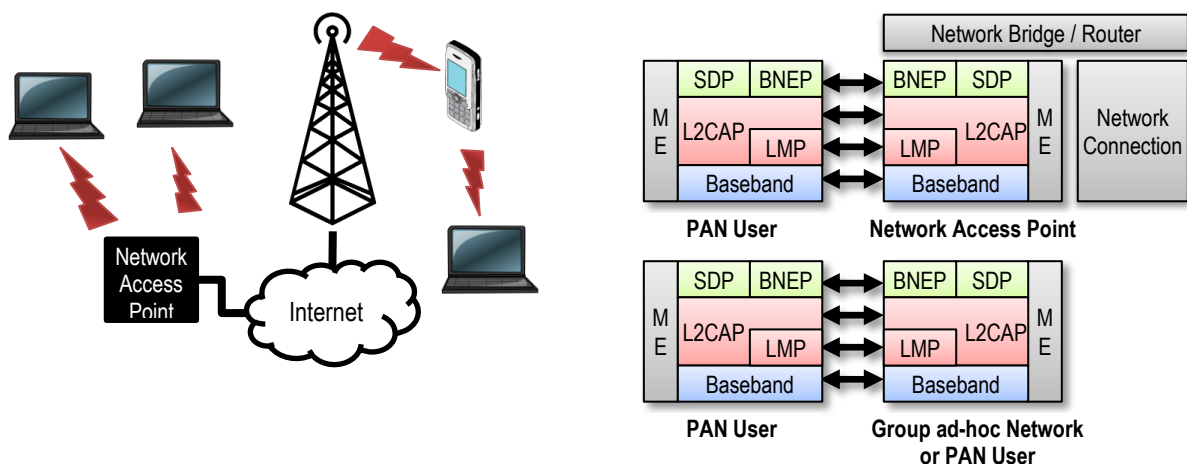 Network
Access
Point
Internet
Network Bridge / Router
M
E
SDP
BNEP
L2CAP
LMP
Baseband
BNEP
SDP
L2CAP
LMP
Baseband
M
E
Network
Connection
PAN User
Network Access Point
M
E
SDP
BNEP
L2CAP
LMP
Baseband
BNEP
SDP
L2CAP
LMP
Baseband
M
E
PAN User
Group ad-hoc Network
or PAN User